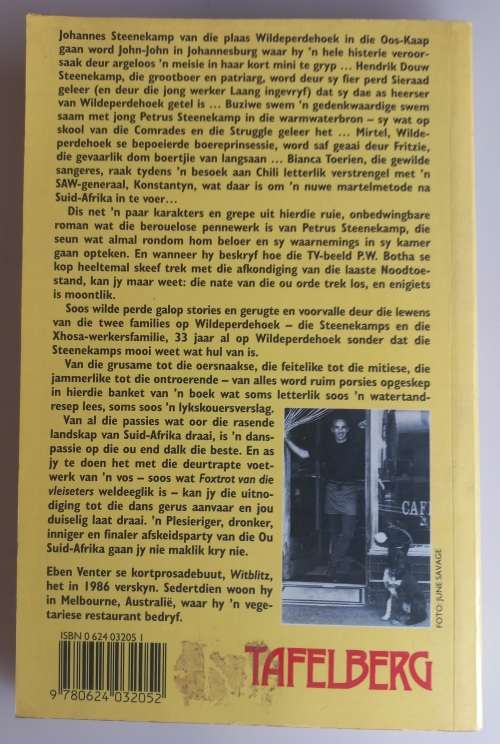 Johannes Steenekamp van die plaas Wildeperdehoek in die Oos-Kaap
gaan word John-John in Johannesburg waar hy 'n hele histerie veroor-
saak deur argeloos 'n meisie in haar kort mini te gryp ... Hendrik Douw
Steenekamp, die grootboer en patriarg, word deur sy fier perd Sieraad
geleer (en deur die jong werker Laang ingevryf) dat sy dae as heerser
van Wildeperdehoek getel is ... Buziwe swem 'n gedenkwaardige swem
saam met jong Petrus Steenekamp in die warmwaterbron – sy wat op
skool van die Comrades en die Struggle geleer het ... Mirtel, Wilde-
perdehoek se bepoeierde boereprinsessie, word saf geaai deur Fritzie,
die gevaarlik dom boertjie van langsaan ... Bianca Toerien, die gewilde
sangeres, raak tydens 'n besoek aan Chili letterlik verstrengel met 'n
SAW-generaal, Konstantyn, wat daar is om 'n nuwe martelmetode na
Suid-Afrika in te voer...
Dis net 'n paar karakters en grepe uit hierdie ruie, onbedwingbare
roman wat die berouelose pennewerk is van Petrus Steenekamp, die
seun wat almal rondom hom beloer en sy waarnemings in sy kamer
gaan opteken. En wanneer hy beskryf hoe die TV-beeld P.W. Botha se
kop heeltemal skeef trek met die afkondiging van die laaste Noodtoe-
stand, kan jy maar weet: die nate van die ou orde trek los, en enigiets
is moontlik.
Soos wilde perde galop stories en gerugte en voorvalle deur die lewens
van die twee families op Wildeperdehoek – die Steenekamps en die
Xhosa-werkersfamilie, 33 jaar al op Wildeperdehoek sonder dat die
Steenekamps mooi weet wat hul van is.
Van die grusame tot die oersnaakse, die feitelike tot die mitiese, die
jammerlike tot die ontroerende – van alles word ruim porsies opgeskep
in hierdie banket van 'n boek wat soms letterlik soos 'n watertand-
resep lees, soms soos 'n lykskouersverslag.
Van al die passies wat oor die rasende
landskap van Suid-Afrika draai, is 'n dans-
passie op die ou end dalk die beste. En as
jy te doen het met die deurtrapte voet-
werk van 'n vos – soos wat Foxtrot van die
vleiseters weldeeglik is – kan jy die uitno-
diging tot die dans gerus aanvaar en jou
duiselig laat draai. 'n Plesieriger, dronker,
inniger en finaler afskeidsparty van die Ou
Suid-Afrika gaan jy nie maklik kry nie.
Eben Venter se kortprosadebuut, Witblitz,
het in 1986 verskyn. Sedertdien woon hy
in Melbourne, Australië, waar hy 'n vege-
tariese restaurant bedryf.
CAF
FOTO: JUNE SAVAGE
ISBN 0 624 03205 1
9 780624 032052
TAFELBERG